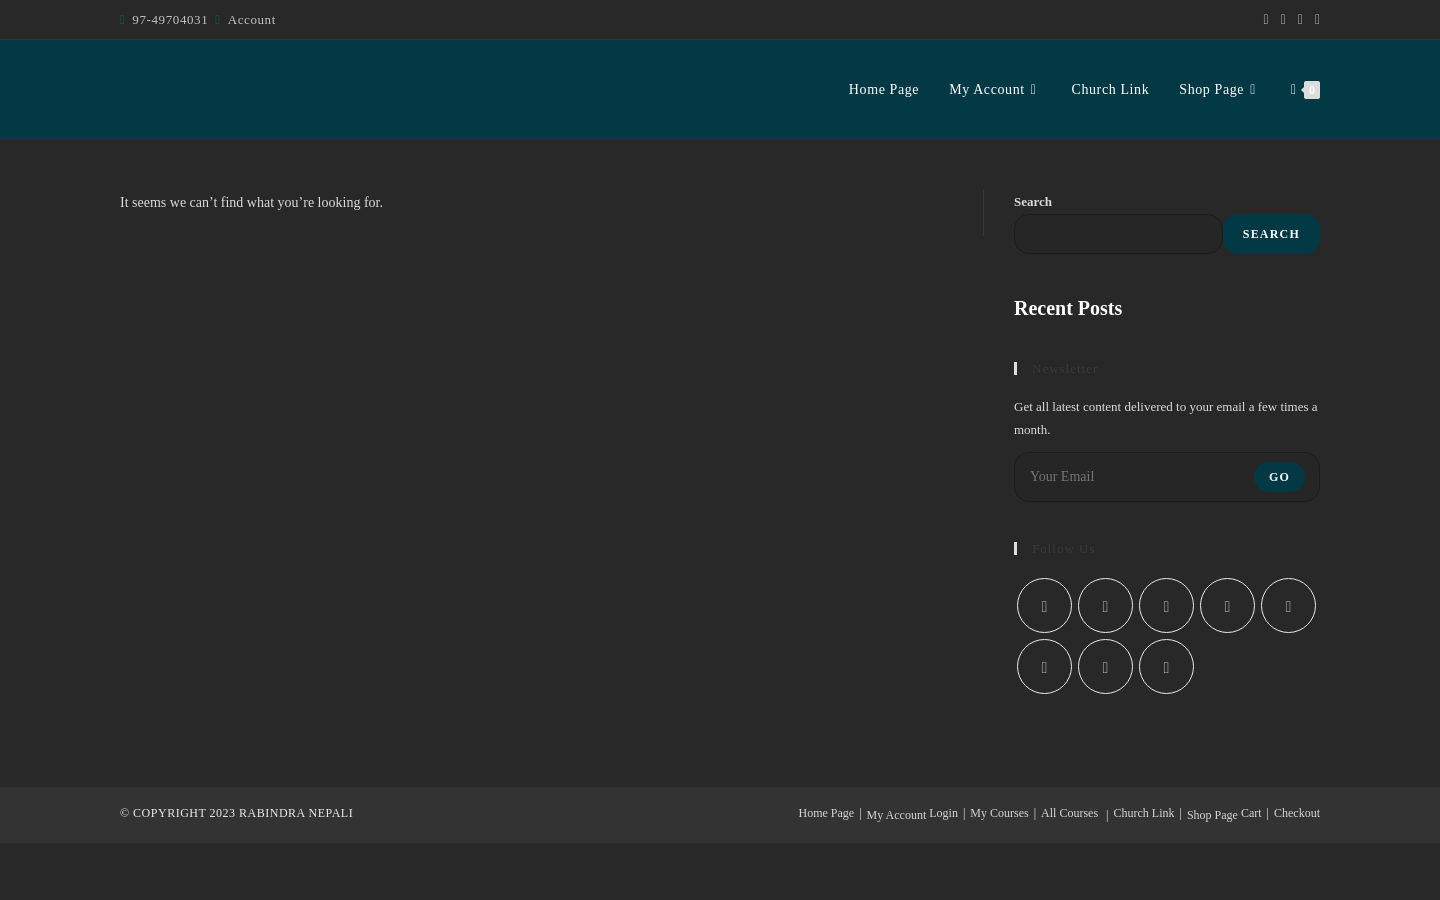 97-49704031 Account
Home Page My Account Church Link Shop Page 0
It seems we can’t find what you’re looking for.
Search
SEARCH
Recent Posts
Newsletter
Get all latest content delivered to your email a few times a
month.
Your Email GO
Follow Us
© COPYRIGHT 2023 RABINDRA NEPALI
Home Page | My Account Login | My Courses | All Courses | Church Link | Shop Page Cart | Checkout